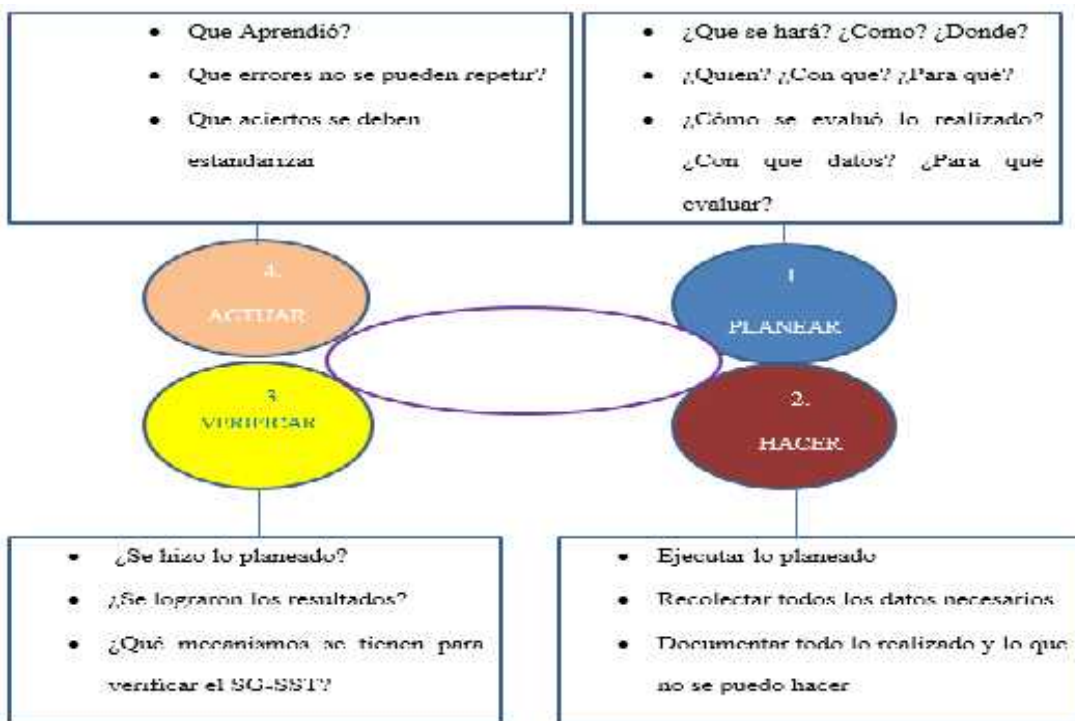 Que Aprendió?
Que errores no se pueden repetir?
Que aciertos se deben
estandarizar
¿Que se hará? ¿Como? ¿Donde?
¿Quien? ¿Con que? ¿Para qué?
¿Cómo se evaluó lo realizado?
¿Con que datos? ¿Para qué
evaluar?
4.
ACTUAR
1
PLANEAR
3
VERIFICAR
2.
HACER
¿Se hizo lo planeado?
¿Se lograron los resultados?
¿Qué mecanismos se tienen para
verificar el SG-SST?
Ejecutar lo planeado
Recolectar todos los datos necesarios
Documentar todo lo realizado y lo que
no se puedo hacer